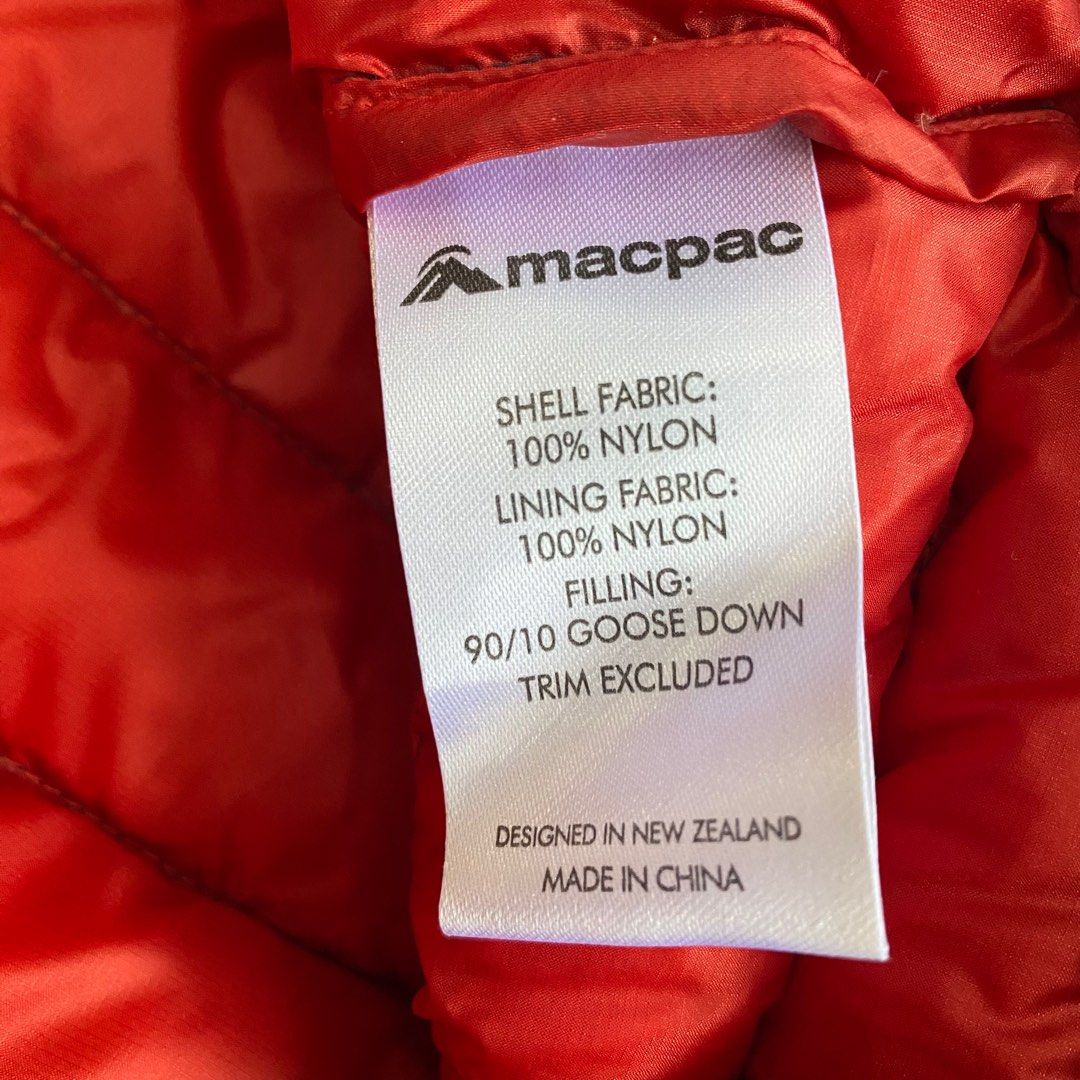 macpac
SHELL FABRIC:
100% NYLON
LINING FABRIC:
100% NYLON
FILLING:
90/10 GOOSE DOWN
TRIM EXCLUDED
DESIGNED IN NEW ZEALAND
MADE IN CHINA